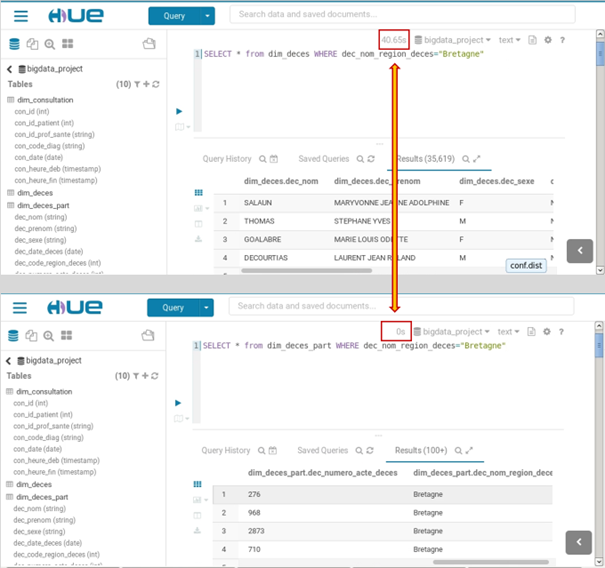 HUE
Query
Search data and saved documents...
40.65s bigdata_project text ?
bigdata_project
1 SELECT * from dim_deces WHERE dec_nom_region_deces="Bretagne"
Tables (10)
dim_consultation
con_id (int)
con_id_patient (int)
con_id_prof_sante (string)
con_code_diag (string)
con_date (date)
con_heure_deb (timestamp)
con_heure_fin (timestamp)
dim_deces
dim_deces_part
dec_nom (string)
dec_prenom (string)
dec_sexe (string)
dec_date_deces (date)
dec_code_region_deces (int)
dec_numero_acte_deces (int)
Query History Saved Queries Results (35,619)
dim_deces.dec_nom dim_deces.dec_prenom dim_deces.dec_sexe
1 SALAUN MARYVONNE JEANNE ADOLPHINE F
2 THOMAS STEPHANE YVES M
3 GOALABRE MARIE LOUIS ODETTE F
4 DECOURTIAS LAURENT JEAN ROLAND M
conf.dist
HUE
Query
Search data and saved documents...
0s bigdata_project text ?
bigdata_project
1 SELECT * from dim_deces_part WHERE dec_nom_region_deces="Bretagne"
Tables (10)
dim_consultation
con_id (int)
con_id_patient (int)
con_id_prof_sante (string)
con_code_diag (string)
con_date (date)
con_heure_deb (timestamp)
con_heure_fin (timestamp)
dim_deces
dim_deces_part
dec_nom (string)
dec_prenom (string)
dec_sexe (string)
dec_date_deces (date)
dec_code_region_deces (int)
dec_numero_acte_deces (int)
Query History Saved Queries Results (100+)
dim_deces_part.dec_numero_acte_deces dim_deces_part.dec_nom_region_dece
1 276 Bretagne
2 968 Bretagne
3 2873 Bretagne
4 710 Bretagne